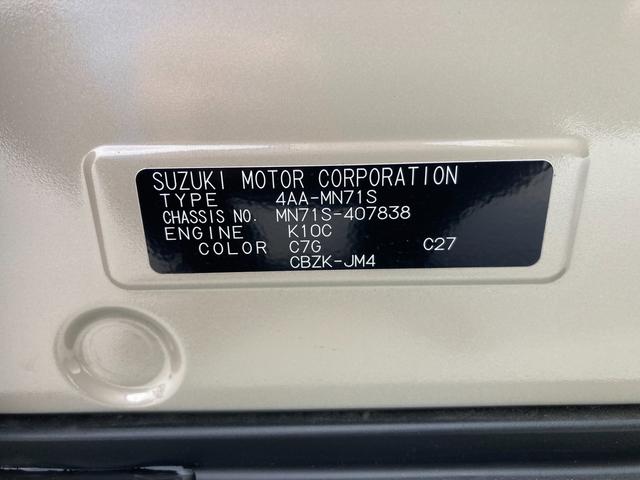 SUZUKI MOTOR CORPORATION
TYPE 4AA-MN71S
CHASSIS NO. MN71S-407838
ENGINE K10C
COLOR C7G C27
CBZK-JM4